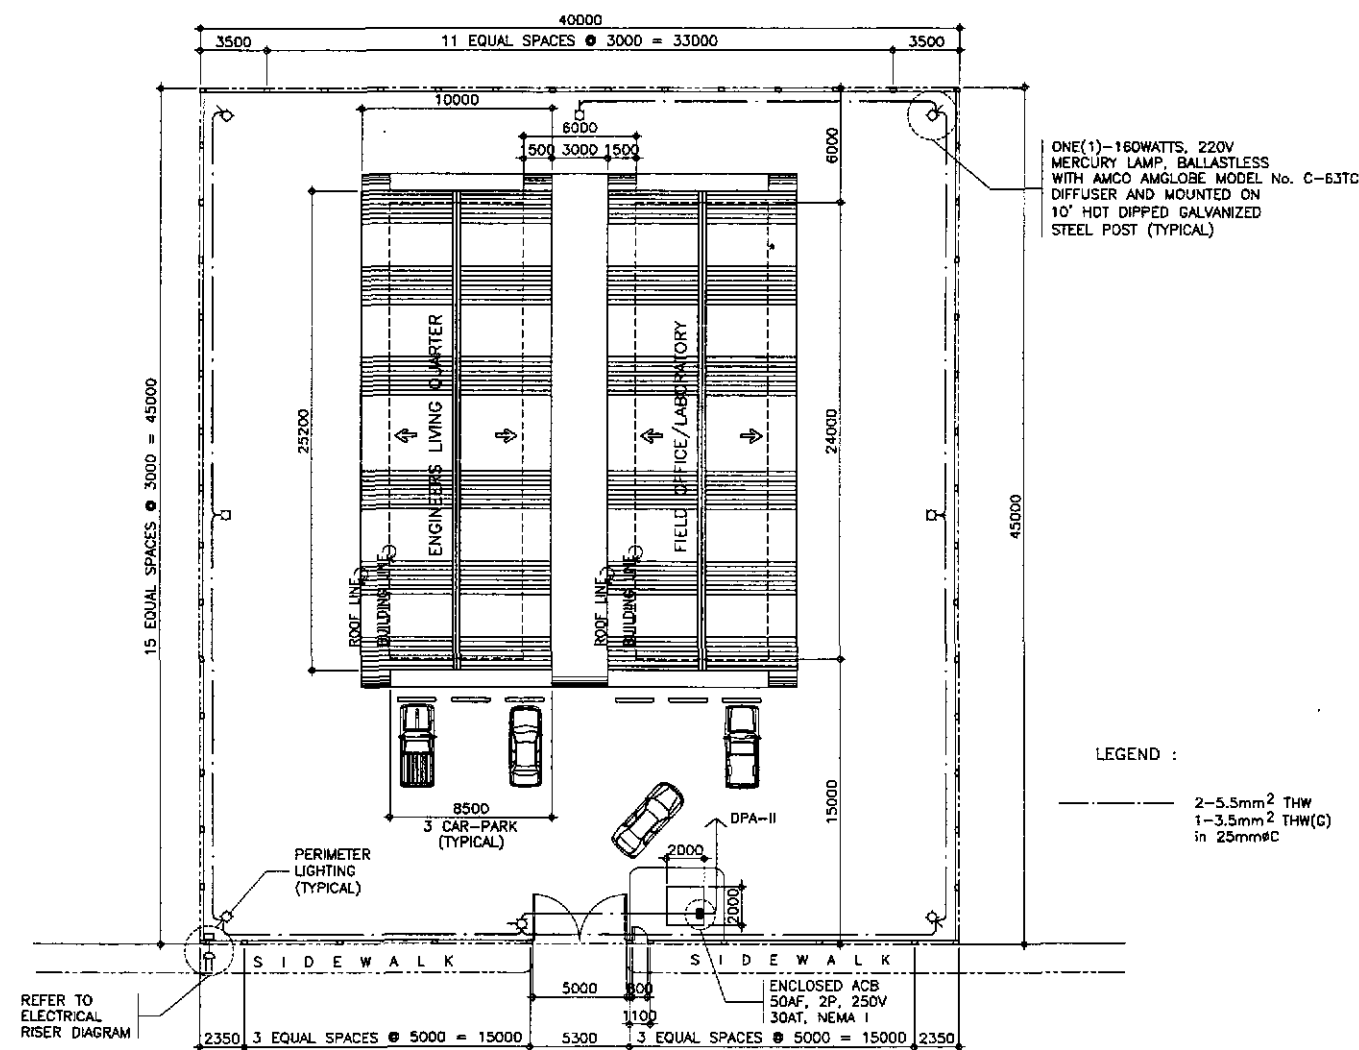 40000
3500
11 EQUAL SPACES @ 3000 = 33000
3500
10000
6000
500
3000
1500
6000
ONE(1)-160WATTS, 220V
MERCURY LAMP, BALLASTLESS
WITH AMCO AMGLOBE MODEL No. C-63TC
DIFFUSER AND MOUNTED ON
10' HOT DIPPED GALVANIZED
STEEL POST (TYPICAL)
15 EQUAL SPACES @ 3000 = 45000
25200
ENGINEERS LIVING QUARTER
FIELD OFFICE/LABORATORY
24000
45000
ROOF LINE
BUILDING LINE
ROOF LINE
BUILDING LINE
8500
3 CAR-PARK
(TYPICAL)
15000
DPA-II
2000
2000
PERIMETER
LIGHTING
(TYPICAL)
LEGEND :
2-5.5mm² THW
1-3.5mm² THW(G)
in 25mmøC
SIDEWALK
SIDEWALK
REFER TO
ELECTRICAL
RISER DIAGRAM
5000
800
1100
ENCLOSED ACB
50AF, 2P, 250V
30AT, NEMA I
2350
3 EQUAL SPACES @ 5000 = 15000
5300
3 EQUAL SPACES @ 5000 = 15000
2350